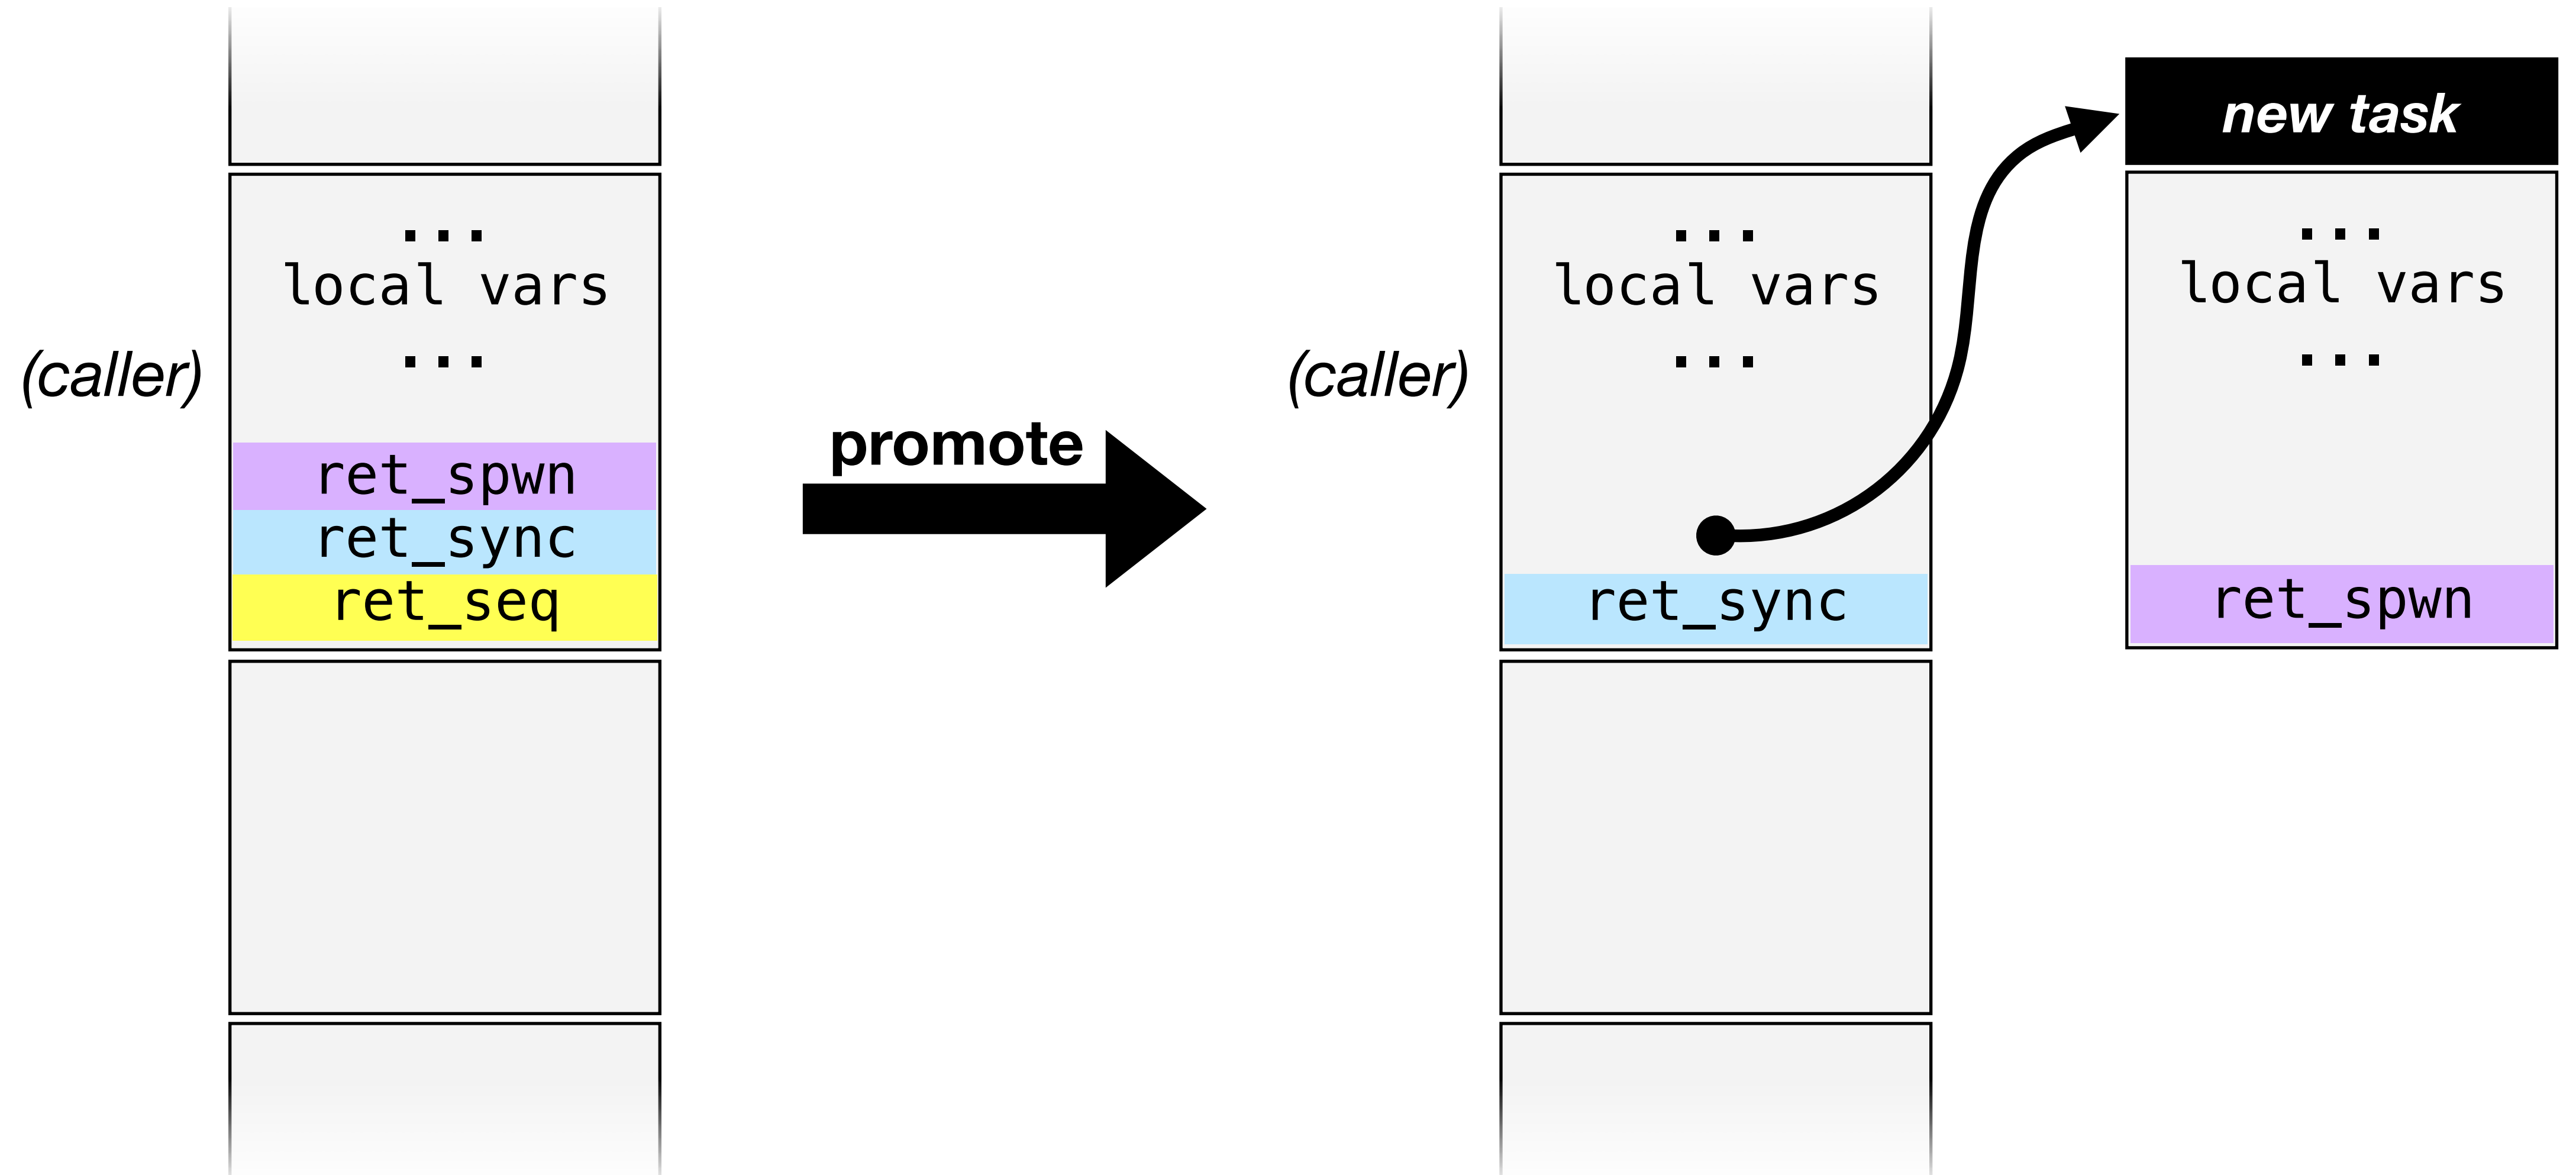 ...
local vars
...
(caller)
ret_spwn
ret_sync
ret_seq
promote
...
local vars
...
(caller)
ret_sync
new task
...
local vars
...
ret_spwn